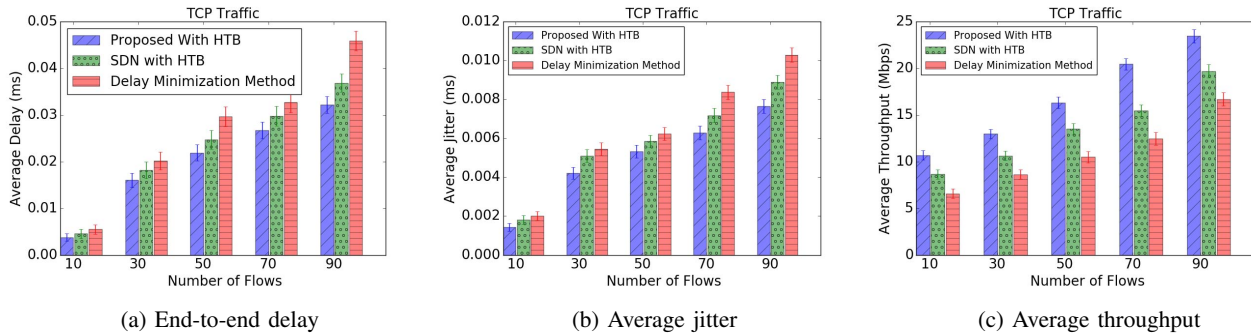 TCP Traffic
0.05
0.04
0.03
0.02
0.01
0.00
Average Delay (ms)
Proposed With HTB
SDN with HTB
Delay Minimization Method
10 30 50 70 90
Number of Flows
(a) End-to-end delay
TCP Traffic
0.012
0.010
0.008
0.006
0.004
0.002
0.000
Average Jitter (ms)
Proposed With HTB
SDN with HTB
Delay Minimization Method
10 30 50 70 90
Number of Flows
(b) Average jitter
TCP Traffic
25
20
15
10
5
0
Average Throughput (Mbps)
Proposed With HTB
SDN with HTB
Delay Minimization Method
10 30 50 70 90
Number of Flows
(c) Average throughput